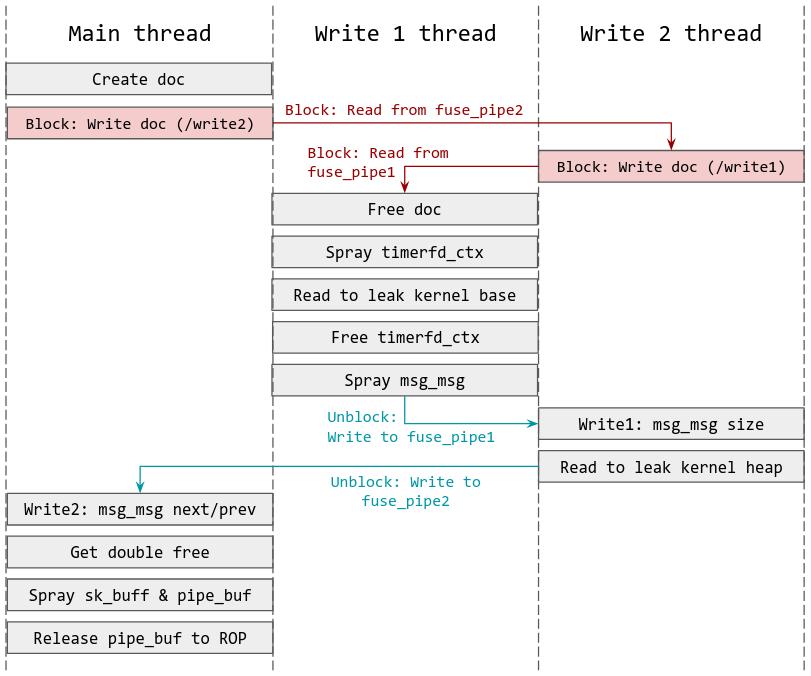 Main thread
Write 1 thread
Write 2 thread
Create doc
Block: Write doc (/write2)
Block: Read from fuse_pipe2
Block: Read from
fuse_pipe1
Block: Write doc (/write1)
Free doc
Spray timerfd_ctx
Read to leak kernel base
Free timerfd_ctx
Spray msg_msg
Unblock:
Write to fuse_pipe1
Write1: msg_msg size
Read to leak kernel heap
Unblock: Write to
fuse_pipe2
Write2: msg_msg next/prev
Get double free
Spray sk_buff & pipe_buf
Release pipe_buf to ROP